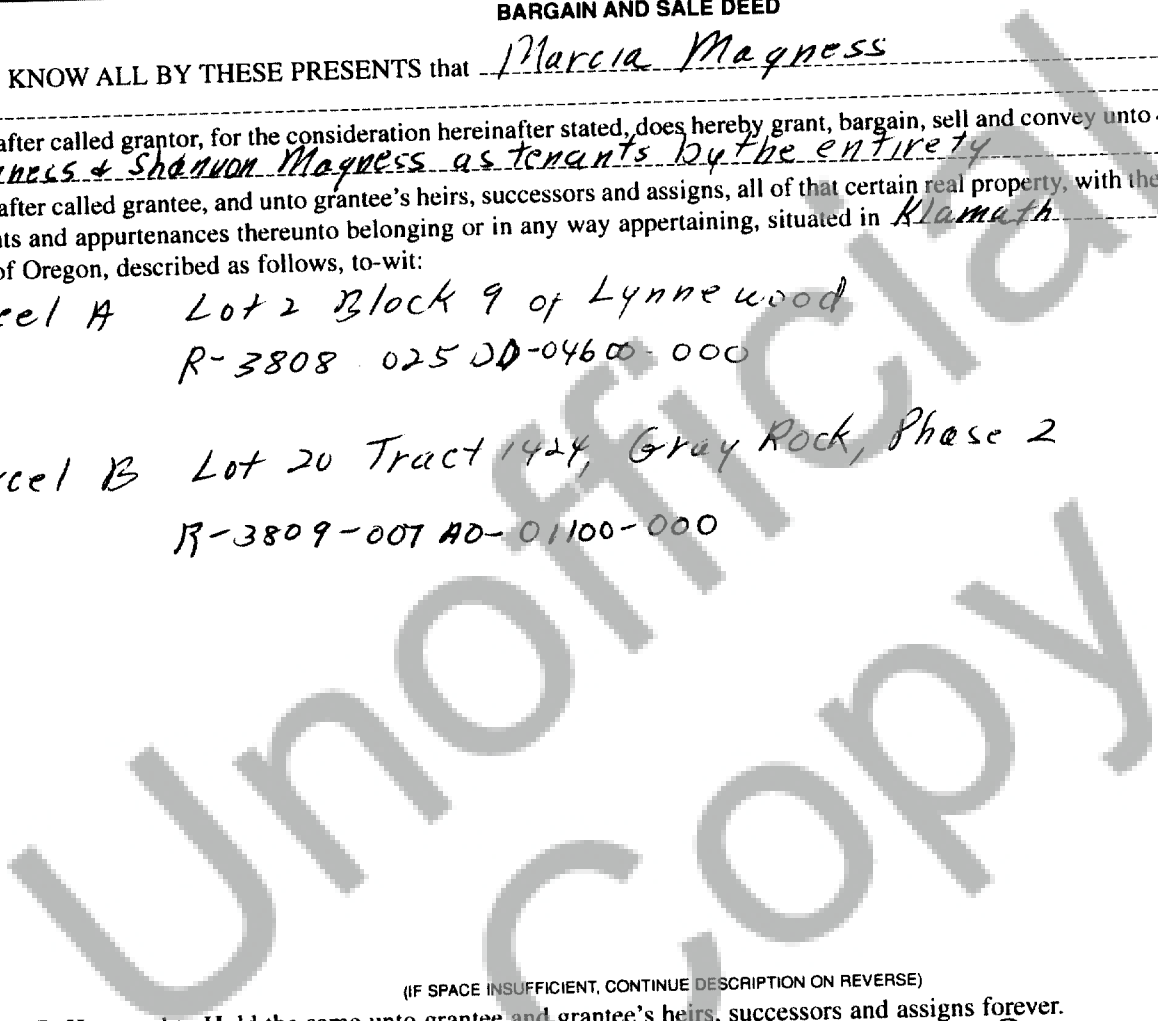 BARGAIN AND SALE DEED
KNOW ALL BY THESE PRESENTS that Marcia Magness
after called grantor, for the consideration hereinafter stated, does hereby grant, bargain, sell and convey unto
ness & Shannon Magness as tenants by the entirety
after called grantee, and unto grantee's heirs, successors and assigns, all of that certain real property, with the
ts and appurtenances thereunto belonging or in any way appertaining, situated in Klamath
of Oregon, described as follows, to-wit:
cel A Lot 2 Block 9 of Lynnewood
R-3808 025 DD-04600-000
rcel B Lot 20 Tract 1424, Gray Rock, Phase 2
R-3809-007 AD-01100-000
(IF SPACE INSUFFICIENT, CONTINUE DESCRIPTION ON REVERSE)
the same unto grantee and grantee's heirs, successors and assigns forever.
Unofficial
Copy